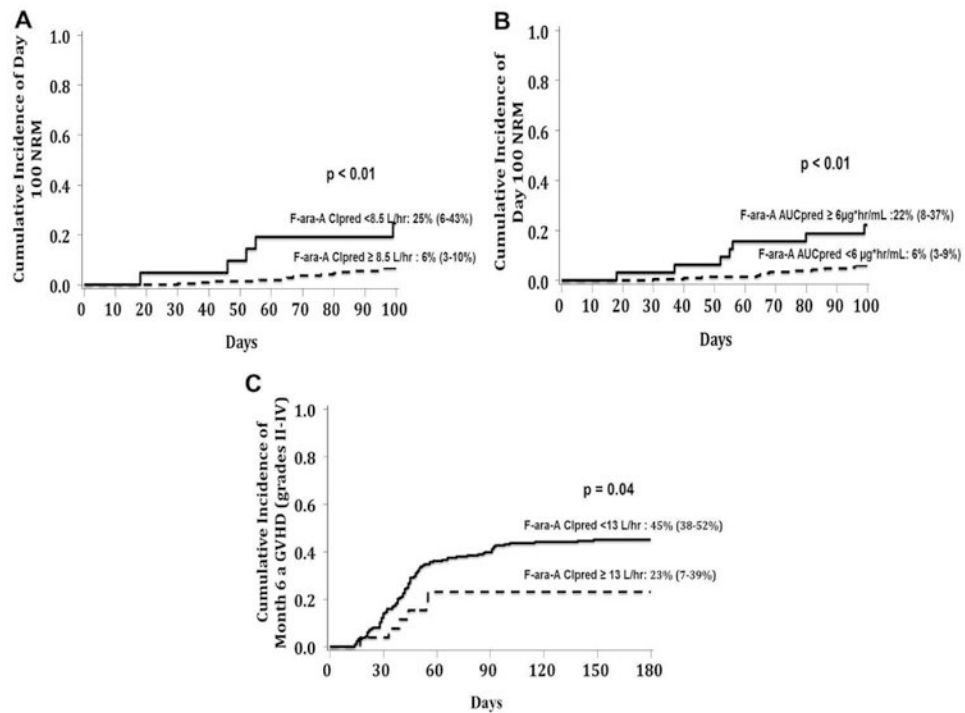 A
Cumulative Incidence of Day
100 NRM
1.0
0.8
0.6
0.4
0.2
0.0
p < 0.01
F-ara-A Clpred <8.5 L/hr: 25% (6-43%)
F-ara-A Clpred ≥ 8.5 L/hr : 6% (3-10%)
0 10 20 30 40 50 60 70 80 90 100
Days
B
Cumulative Incidence of
Day 100 NRM
1.0
0.8
0.6
0.4
0.2
0.0
p < 0.01
F-ara-A AUCpred ≥ 6µg*hr/mL :22% (8-37%)
F-ara-A AUCpred <6 µg*hr/mL: 6% (3-9%)
0 10 20 30 40 50 60 70 80 90 100
Days
C
Cumulative Incidence of
Month 6 a GVHD (grades II-IV)
1.0
0.8
0.6
0.4
0.2
0.0
p = 0.04
F-ara-A Clpred <13 L/hr : 45% (38-52%)
F-ara-A Clpred ≥ 13 L/hr: 23% (7-39%)
0 30 60 90 120 150 180
Days